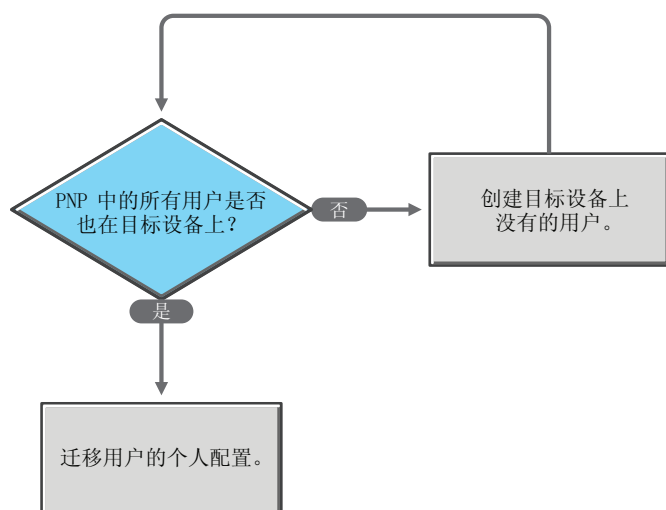 PNP 中的所有用户是否
也在目标设备上？
否
创建目标设备上
没有的用户。
是
迁移用户的个人配置。